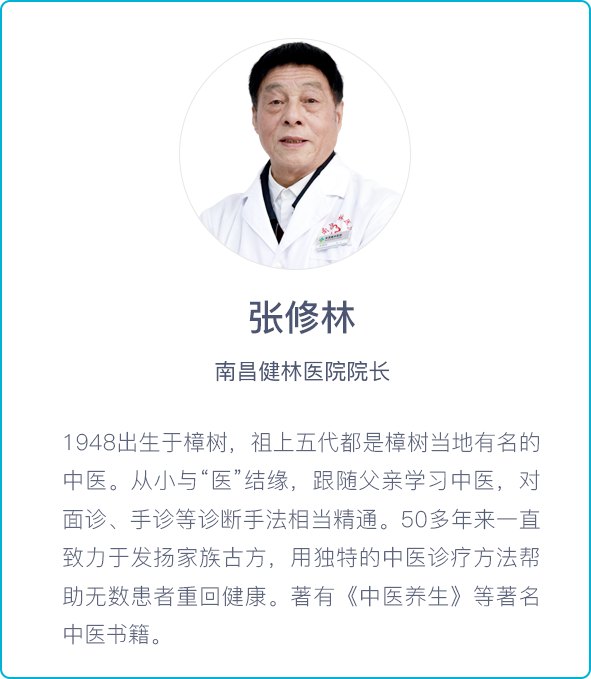 张修林
南昌健林医院院长
1948出生于樟树，祖上五代都是樟树当地有名的
中医。从小与“医”结缘，跟随父亲学习中医，对
面诊、手诊等诊断手法相当精通。50多年来一直
致力于发扬家族古方，用独特的中医诊疗方法帮
助无数患者重回健康。著有《中医养生》等著名
中医书籍。